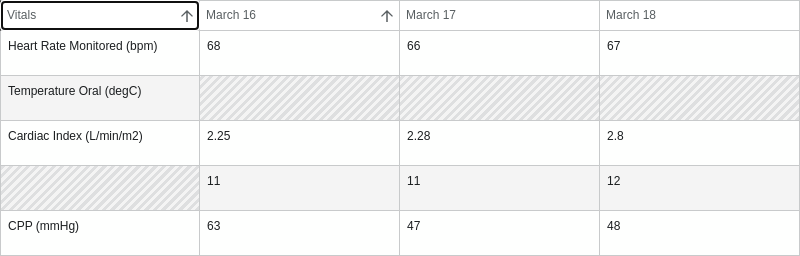 Vitals March 16 March 17 March 18
Heart Rate Monitored (bpm) 68 66 67
Temperature Oral (degC)
Cardiac Index (L/min/m2) 2.25 2.28 2.8
11 11 12
CPP (mmHg) 63 47 48